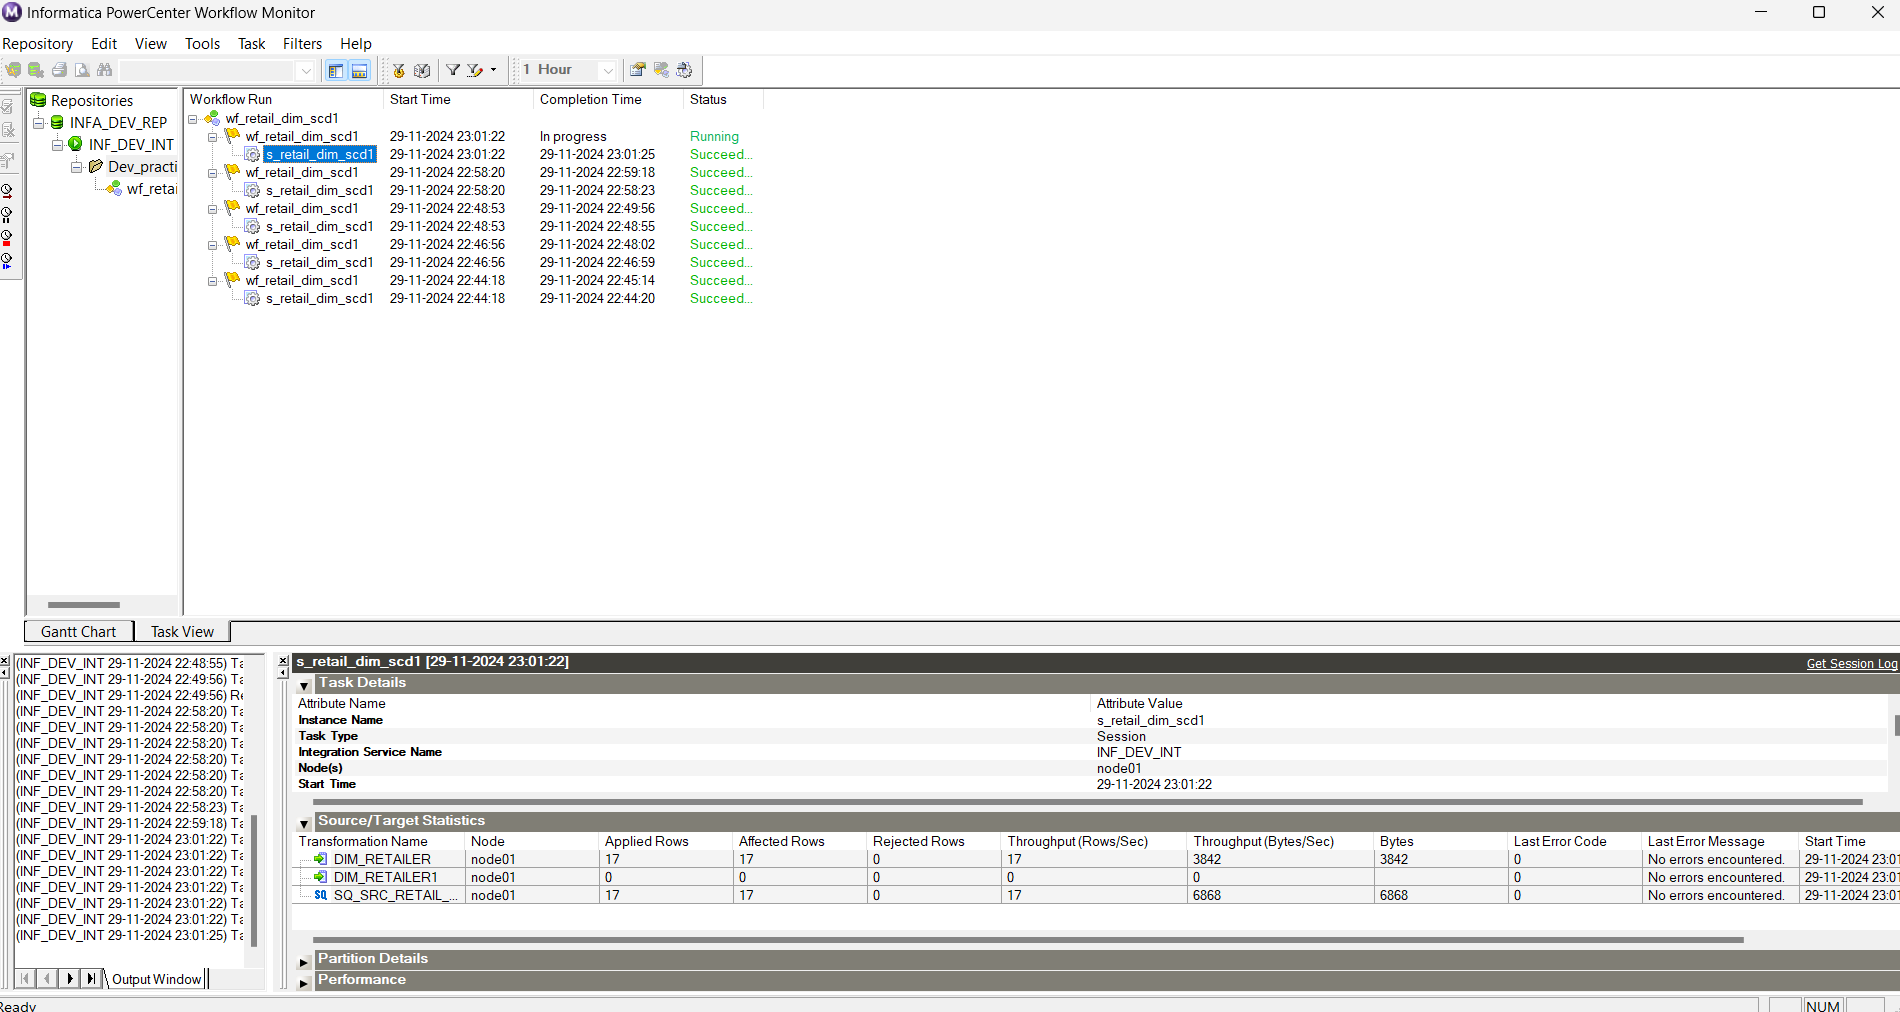 Informatica PowerCenter Workflow Monitor
Repository Edit View Tools Task Filters Help
1 Hour
Repositories
INFA_DEV_REP
INF_DEV_INT
Dev_practi
wf_retai
Workflow Run Start Time Completion Time Status
wf_retail_dim_scd1
wf_retail_dim_scd1 29-11-2024 23:01:22 In progress Running
s_retail_dim_scd1 29-11-2024 23:01:22 29-11-2024 23:01:25 Succeed...
wf_retail_dim_scd1 29-11-2024 22:58:20 29-11-2024 22:59:18 Succeed...
s_retail_dim_scd1 29-11-2024 22:58:20 29-11-2024 22:58:23 Succeed...
wf_retail_dim_scd1 29-11-2024 22:48:53 29-11-2024 22:49:56 Succeed...
s_retail_dim_scd1 29-11-2024 22:48:53 29-11-2024 22:48:55 Succeed...
wf_retail_dim_scd1 29-11-2024 22:46:56 29-11-2024 22:48:02 Succeed...
s_retail_dim_scd1 29-11-2024 22:46:56 29-11-2024 22:46:59 Succeed...
wf_retail_dim_scd1 29-11-2024 22:44:18 29-11-2024 22:45:14 Succeed...
s_retail_dim_scd1 29-11-2024 22:44:18 29-11-2024 22:44:20 Succeed...
Gantt Chart Task View
(INF_DEV_INT 29-11-2024 22:48:55) Ta
(INF_DEV_INT 29-11-2024 22:49:56) Ta
(INF_DEV_INT 29-11-2024 22:49:56) Re
(INF_DEV_INT 29-11-2024 22:58:20) Ta
(INF_DEV_INT 29-11-2024 22:58:20) Ta
(INF_DEV_INT 29-11-2024 22:58:20) Ta
(INF_DEV_INT 29-11-2024 22:58:20) Ta
(INF_DEV_INT 29-11-2024 22:58:20) Ta
(INF_DEV_INT 29-11-2024 22:58:20) Ta
(INF_DEV_INT 29-11-2024 22:58:23) Ta
(INF_DEV_INT 29-11-2024 22:59:18) Ta
(INF_DEV_INT 29-11-2024 23:01:22) Ta
(INF_DEV_INT 29-11-2024 23:01:22) Ta
(INF_DEV_INT 29-11-2024 23:01:22) Ta
(INF_DEV_INT 29-11-2024 23:01:22) Ta
(INF_DEV_INT 29-11-2024 23:01:22) Ta
(INF_DEV_INT 29-11-2024 23:01:22) Ta
(INF_DEV_INT 29-11-2024 23:01:25) Ta
Output Window
s_retail_dim_scd1 [29-11-2024 23:01:22] Get Session Log
Task Details
Attribute Name Attribute Value
Instance Name s_retail_dim_scd1
Task Type Session
Integration Service Name INF_DEV_INT
Node(s) node01
Start Time 29-11-2024 23:01:22
Source/Target Statistics
Transformation Name Node Applied Rows Affected Rows Rejected Rows Throughput (Rows/Sec) Throughput (Bytes/Sec) Bytes Last Error Code Last Error Message Start Time
DIM_RETAILER node01 17 17 0 17 3842 3842 0 No errors encountered. 29-11-2024 23:01
DIM_RETAILER1 node01 0 0 0 0 0 0 No errors encountered. 29-11-2024 23:01
SQ SQ_SRC_RETAIL_... node01 17 17 0 17 6868 6868 0 No errors encountered. 29-11-2024 23:01
Partition Details
Performance
Ready NUM